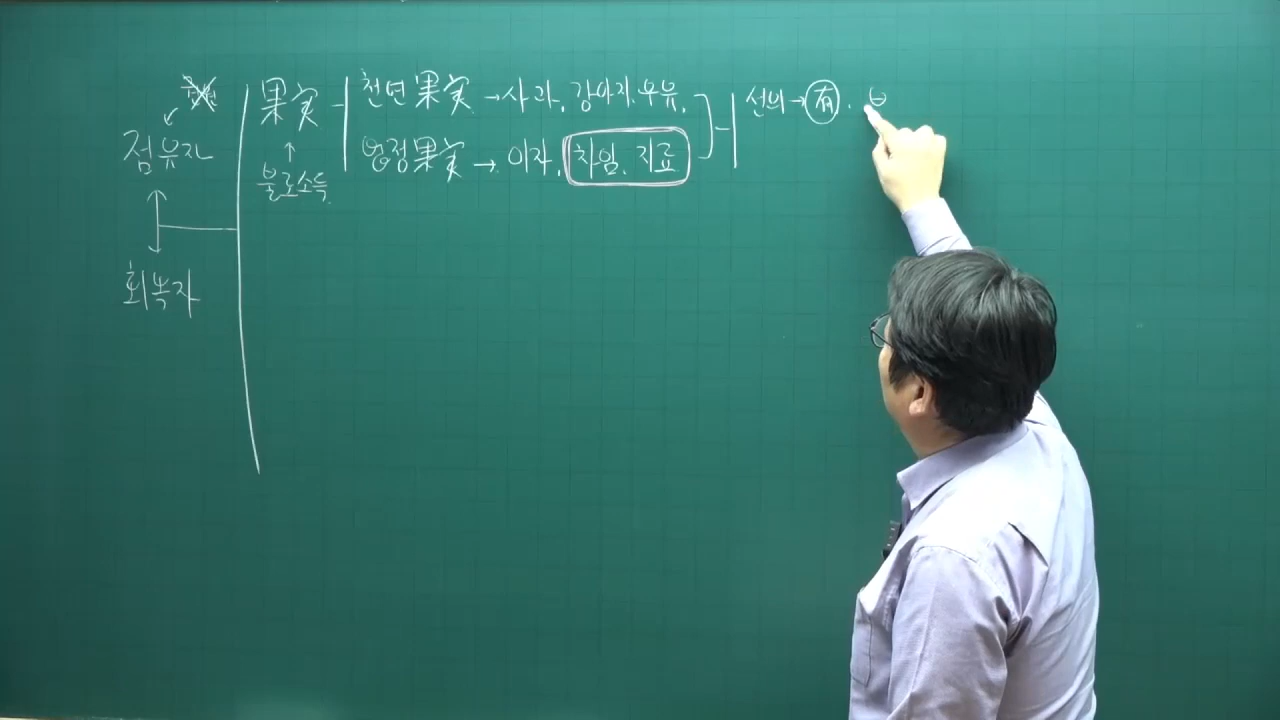 점유자
회복자
果実
↑
불로소득
천연果実 → 사과, 강아지, 우유,
법정果実 → 이자, 차임, 지료
선의 → 有.